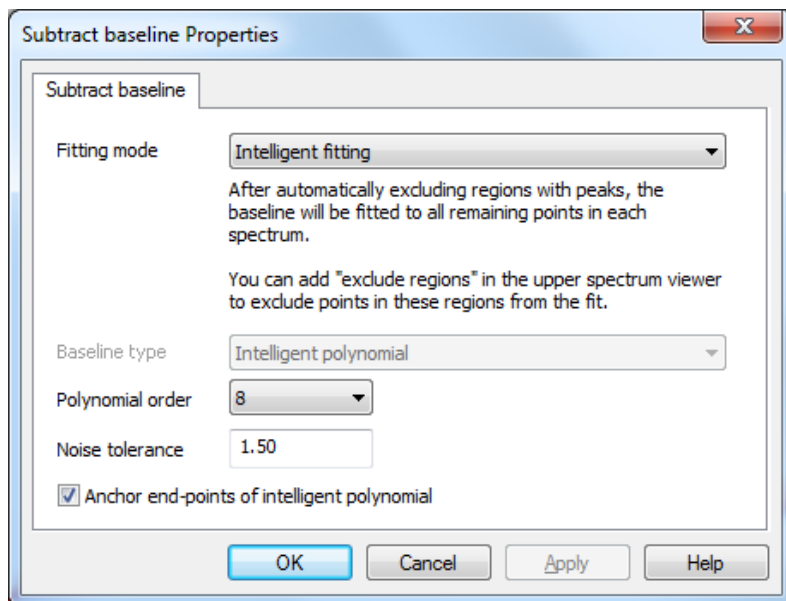 Subtract baseline Properties
Subtract baseline
Fitting mode
Intelligent fitting
After automatically excluding regions with peaks, the
baseline will be fitted to all remaining points in each
spectrum.
You can add "exclude regions" in the upper spectrum viewer
to exclude points in these regions from the fit.
Baseline type
Intelligent polynomial
Polynomial order
8
Noise tolerance
1.50
Anchor end-points of intelligent polynomial
OK
Cancel
Apply
Help